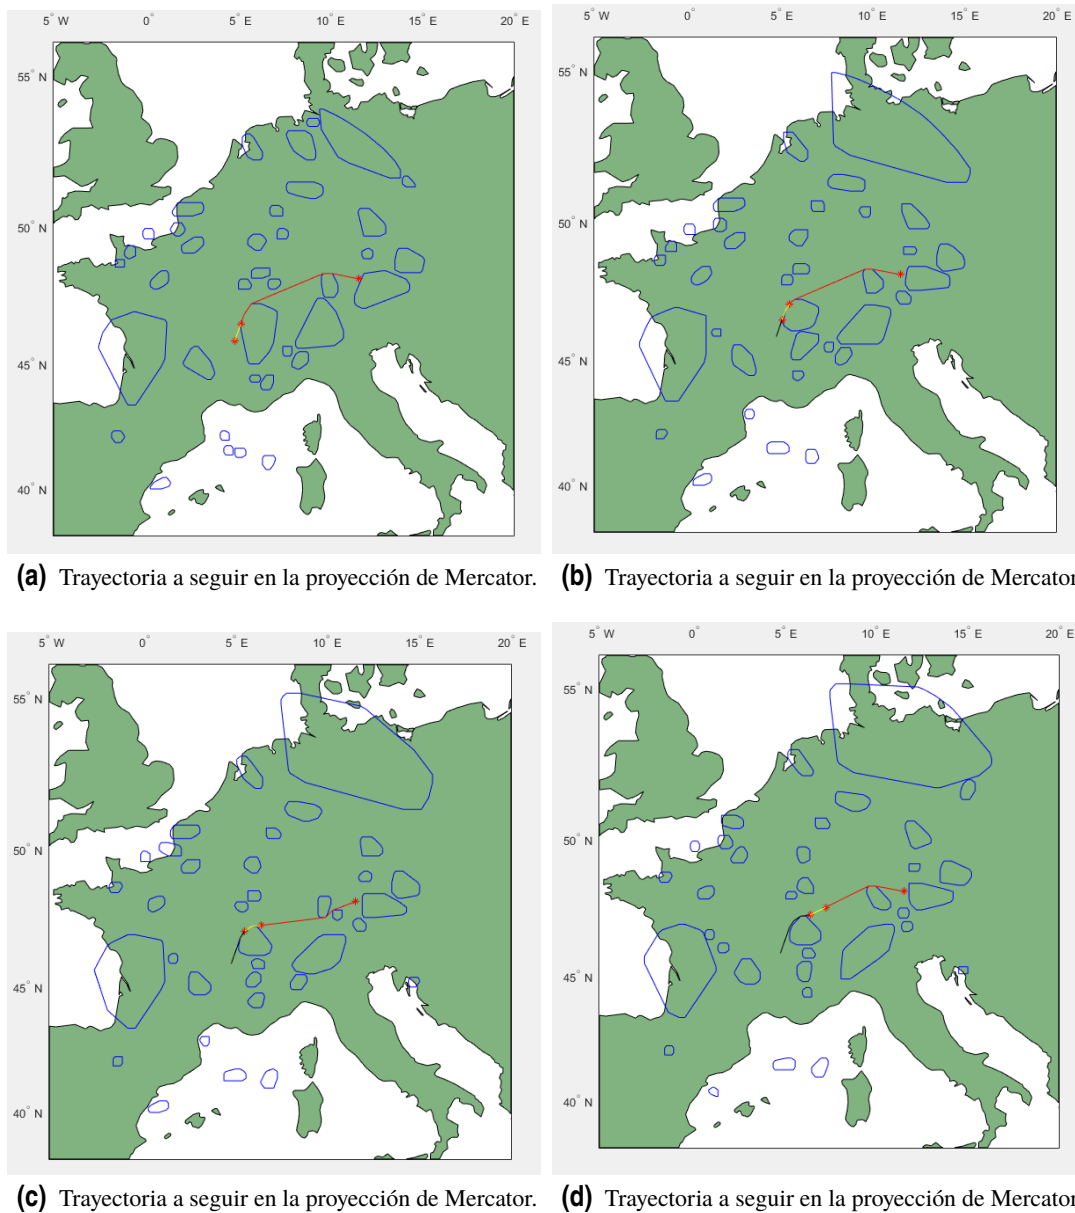 5° W 0° 5° E 10° E 15° E 20° E
55° N
50° N
45° N
40° N
5° W 0° 5° E 10° E 15° E 20° E
55° N
50° N
45° N
40° N
(a) Trayectoria a seguir en la proyección de Mercator.
(b) Trayectoria a seguir en la proyección de Mercator
5° W 0° 5° E 10° E 15° E 20° E
55° N
50° N
45° N
40° N
5° W 0° 5° E 10° E 15° E 20° E
55° N
50° N
45° N
40° N
(c) Trayectoria a seguir en la proyección de Mercator.
(d) Trayectoria a seguir en la proyección de Mercator